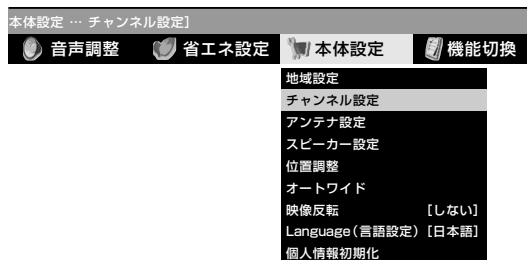 本体設定 … チャンネル設定]
音声調整 省エネ設定 本体設定 機能切換
地域設定
チャンネル設定
アンテナ設定
スピーカー設定
位置調整
オートワイド
映像反転 [しない]
Language(言語設定) [日本語]
個人情報初期化